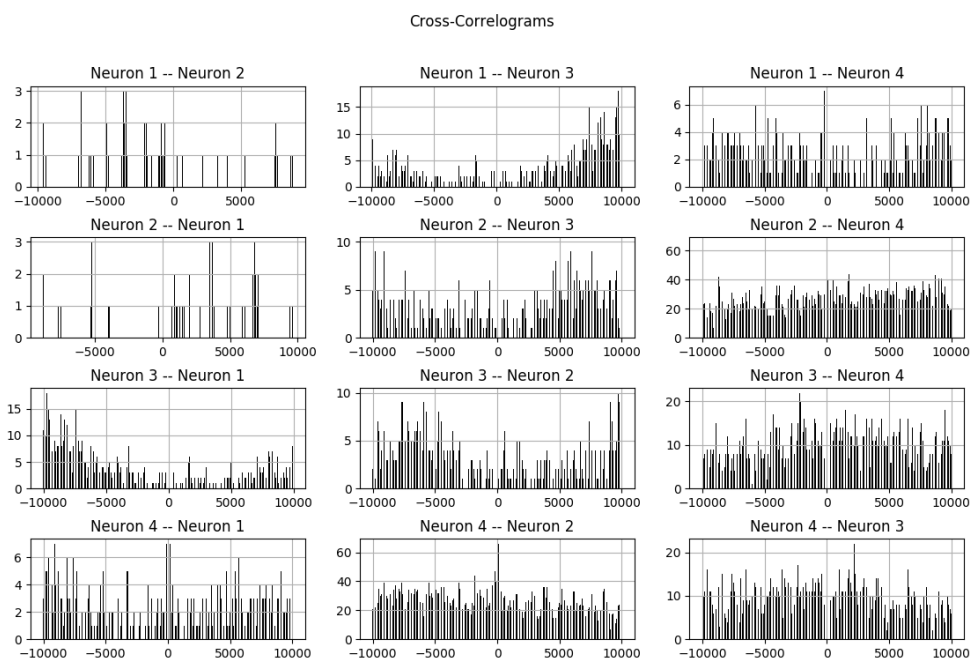 Cross-Correlograms
Neuron 1 -- Neuron 2
3
2
1
0
−10000 −5000 0 5000
Neuron 1 -- Neuron 3
15
10
5
0
−10000 −5000 0 5000 10000
Neuron 1 -- Neuron 4
6
4
2
0
−10000 −5000 0 5000 10000
Neuron 2 -- Neuron 1
3
2
1
0
−5000 0 5000 10000
Neuron 2 -- Neuron 3
10
5
0
−10000 −5000 0 5000 10000
Neuron 2 -- Neuron 4
60
40
20
0
−10000 −5000 0 5000 10000
Neuron 3 -- Neuron 1
15
10
5
0
−10000 −5000 0 5000 10000
Neuron 3 -- Neuron 2
10
5
0
−10000 −5000 0 5000 10000
Neuron 3 -- Neuron 4
20
10
0
−10000 −5000 0 5000 10000
Neuron 4 -- Neuron 1
6
4
2
0
−10000 −5000 0 5000 10000
Neuron 4 -- Neuron 2
60
40
20
0
−10000 −5000 0 5000 10000
Neuron 4 -- Neuron 3
20
10
0
−10000 −5000 0 5000 10000